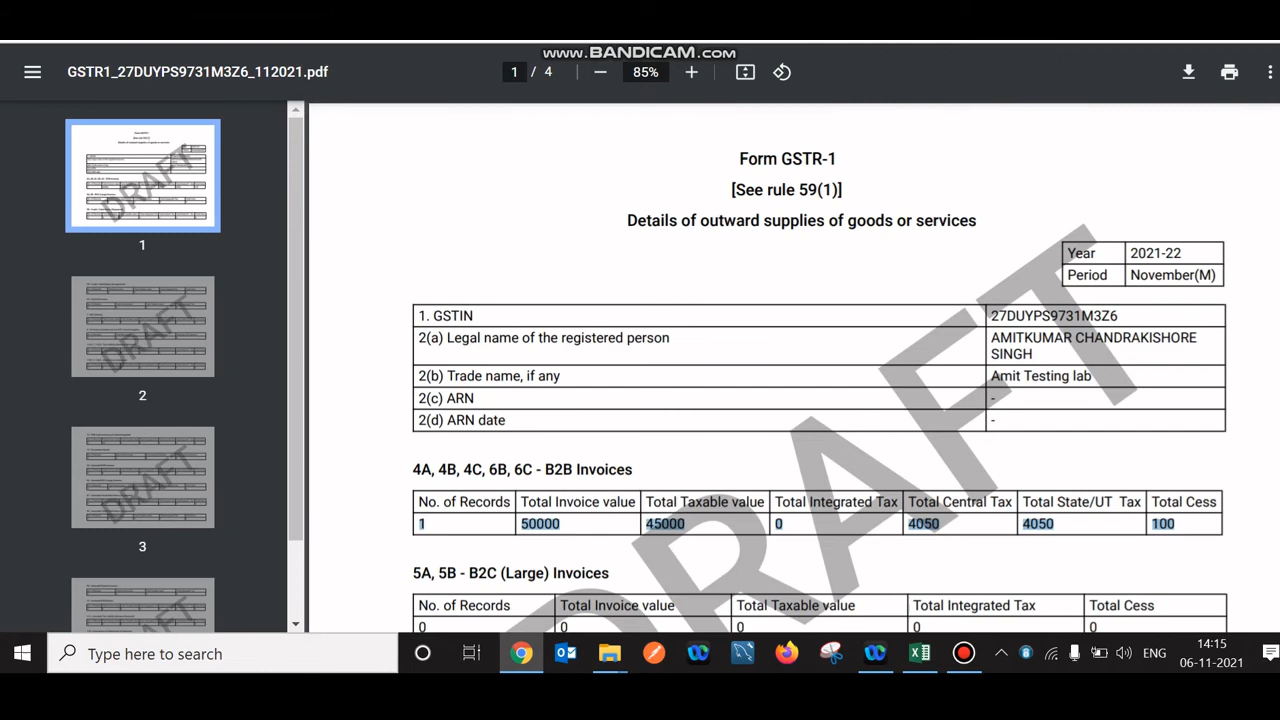 www.BANDICAM.com
GSTR1_27DUYPS9731M3Z6_112021.pdf
1 / 4
85%
Form GSTR-1
[See rule 59(1)]
Details of outward supplies of goods or services
Year 2021-22
Period November(M)
1. GSTIN 27DUYPS9731M3Z6
2(a) Legal name of the registered person AMITKUMAR CHANDRAKISHORE SINGH
2(b) Trade name, if any Amit Testing lab
2(c) ARN -
2(d) ARN date -
4A, 4B, 4C, 6B, 6C - B2B Invoices
No. of Records Total Invoice value Total Taxable value Total Integrated Tax Total Central Tax Total State/UT Tax Total Cess
1 50000 45000 0 4050 4050 100
5A, 5B - B2C (Large) Invoices
No. of Records Total Invoice value Total Taxable value Total Integrated Tax Total Cess
0 0 0 0 0
DRAFT
DRAFT
1
DRAFT
2
DRAFT
3
Type here to search
ENG
14:15
06-11-2021